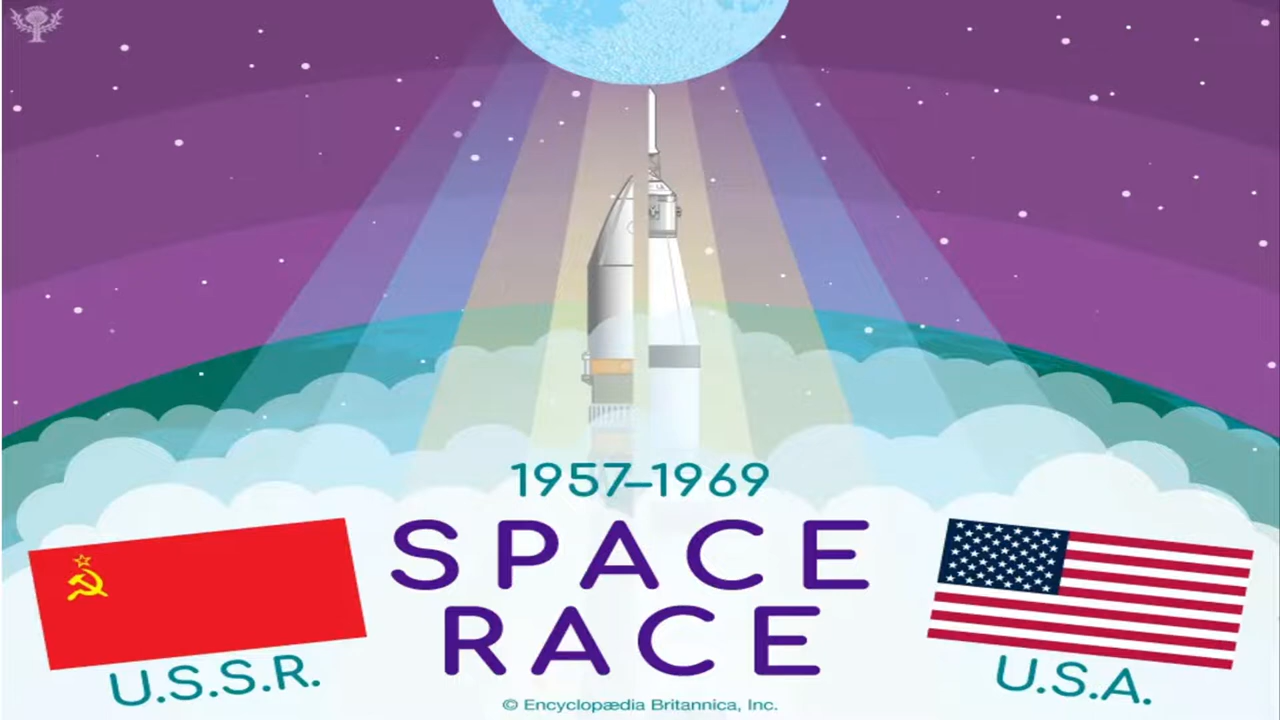 1957–1969
SPACE
RACE
U.S.S.R.
U.S.A.
© Encyclopædia Britannica, Inc.